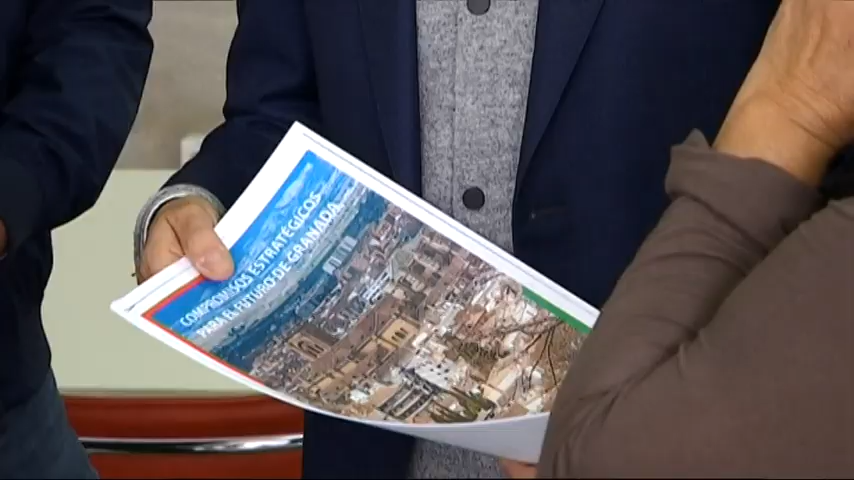 COMPROMISOS ESTRATÉGICOS
PARA EL FUTURO DE GRANADA